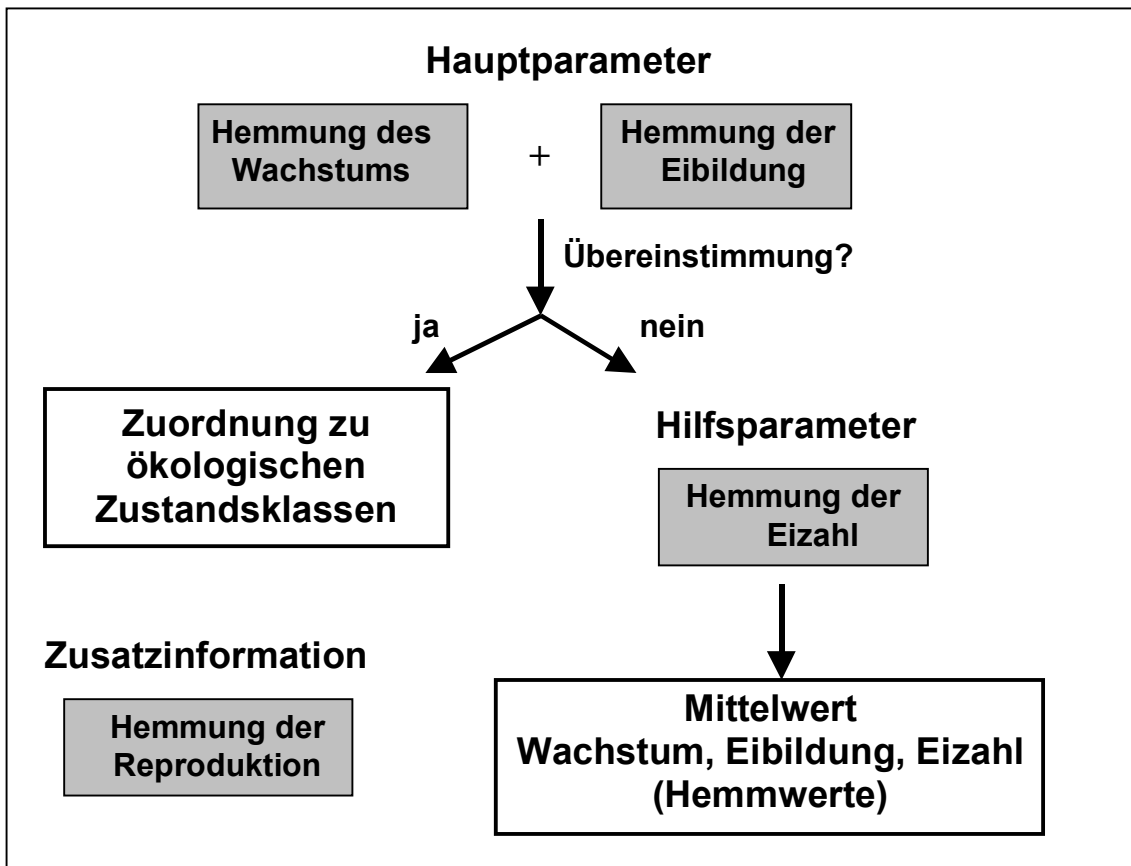 Hauptparameter
Hemmung des
Wachstums
+
Hemmung der
Eibildung
Übereinstimmung?
ja
nein
Zuordnung zu
ökologischen
Zustandsklassen
Hilfsparameter
Hemmung der
Eizahl
Zusatzinformation
Hemmung der
Reproduktion
Mittelwert
Wachstum, Eibildung, Eizahl
(Hemmwerte)